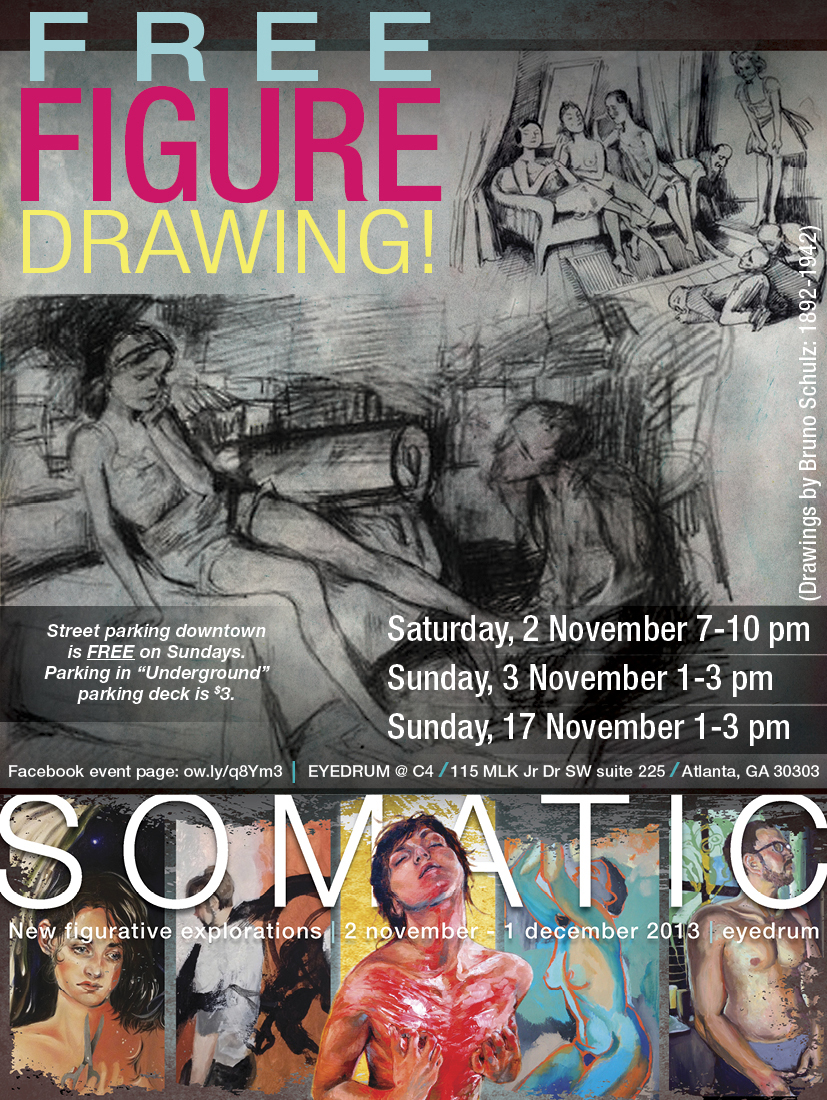 FREE
FIGURE
DRAWING!
(Drawings by Bruno Schulz: 1892-1942)
Street parking downtown
is FREE on Sundays.
Parking in “Underground”
parking deck is $3.
Saturday, 2 November 7-10 pm
Sunday, 3 November 1-3 pm
Sunday, 17 November 1-3 pm
Facebook event page: ow.ly/q8Ym3 | EYEDRUM @ C4 / 115 MLK Jr Dr SW suite 225 / Atlanta, GA 30303
SOMATIC
New figurative explorations | 2 november - 1 december 2013 | eyedrum